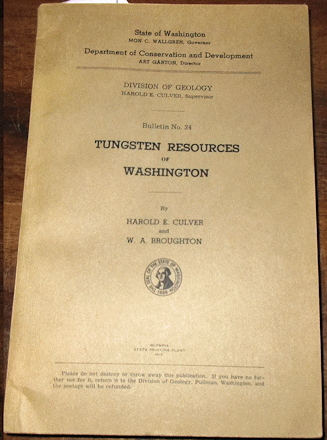 State of Washington
MON C. WALLGREN, Governor
Department of Conservation and Development
ART GARTON, Director
DIVISION OF GEOLOGY
HAROLD E. CULVER, Supervisor
Bulletin No. 34
TUNGSTEN RESOURCES
OF
WASHINGTON
By
HAROLD E. CULVER
and
W. A. BROUGHTON
OLYMPIA
STATE PRINTING PLANT
Please do not destroy or throw away this publication. If you have no fur-
ther use for it, return it to the Division of Geology, Pullman, Washington, and
the postage will be refunded.